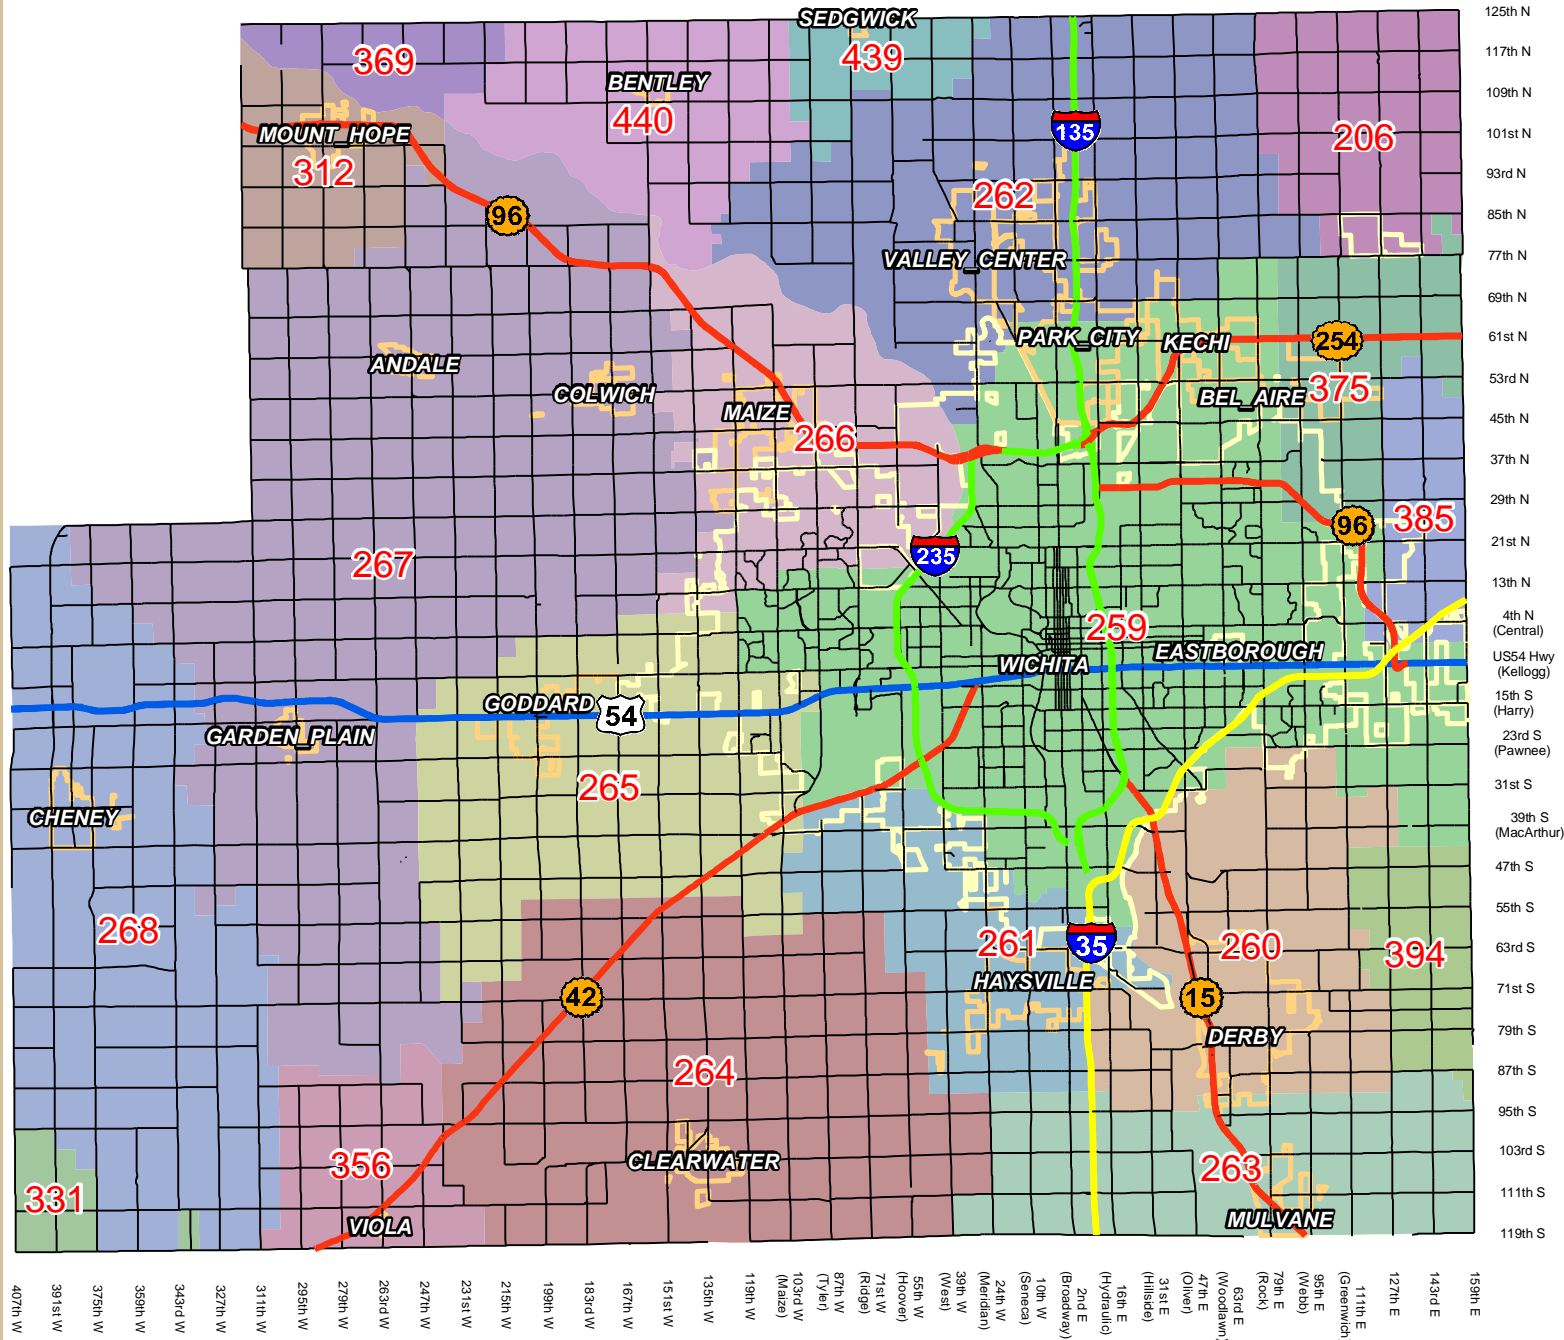 SEDGWICK
125th N
369
439
117th N
BENTLEY
109th N
440
135
206
MOUNT_HOPE
101st N
312
93rd N
262
96
85th N
VALLEY_CENTER
77th N
69th N
PARK_CITY
KECHI
254
61st N
ANDALE
53rd N
COLWICH
BEL_AIRE
375
MAIZE
45th N
266
37th N
29th N
96
385
21st N
235
267
13th N
4th N
(Central)
259
EASTBOROUGH
WICHITA
US54 Hwy
(Kellogg)
GODDARD
54
15th S
(Harry)
GARDEN_PLAIN
23rd S
(Pawnee)
265
31st S
CHENEY
39th S
(MacArthur)
47th S
55th S
268
261
35
260
394
63rd S
HAYSVILLE
42
15
71st S
DERBY
79th S
264
87th S
95th S
356
CLEARWATER
263
103rd S
331
111th S
VIOLA
MULVANE
119th S
407th W
391st W
375th W
359th W
343rd W
327th W
311th W
295th W
279th W
263rd W
247th W
231st W
215th W
199th W
183rd W
167th W
151st W
135th W
119th W
103rd W
(Maize)
87th W
(Tyler)
71st W
(Ridge)
55th W
(Hoover)
39th W
(West)
24th W
(Meridian)
10th W
(Seneca)
2nd E
(Broadway)
16th E
(Hydraulic)
31st E
(Hillside)
47th E
(Oliver)
63rd E
(Woodlawn)
79th E
(Rock)
95th E
(Webb)
111th E
(Greenwich
127th E
143rd E
159th E